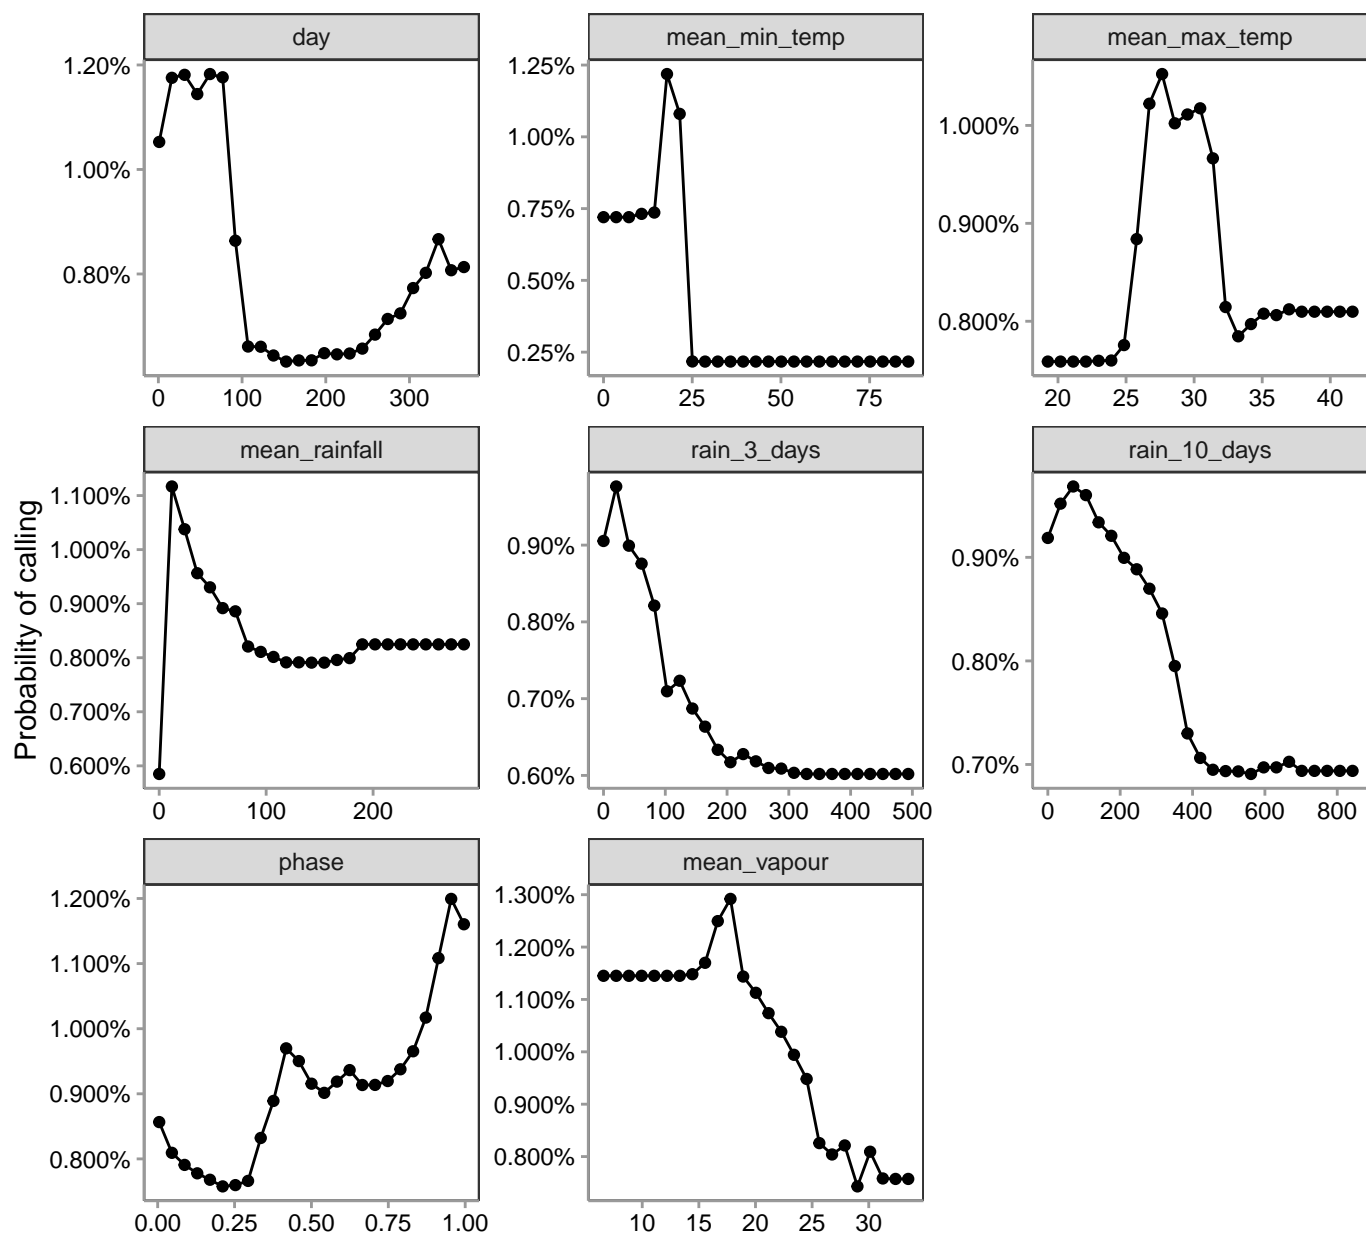 day
mean_min_temp
mean_max_temp
1.20%
1.00%
0.80%
0 100 200 300
1.25%
1.00%
0.75%
0.50%
0.25%
0 25 50 75
1.000%
0.900%
0.800%
20 25 30 35 40
Probability of calling
mean_rainfall
rain_3_days
rain_10_days
1.100%
1.000%
0.900%
0.800%
0.700%
0.600%
0 100 200
0.90%
0.80%
0.70%
0.60%
0 100 200 300 400 500
0.90%
0.80%
0.70%
0 200 400 600 800
phase
mean_vapour
1.200%
1.100%
1.000%
0.900%
0.800%
0.00 0.25 0.50 0.75 1.00
1.300%
1.200%
1.100%
1.000%
0.900%
0.800%
10 15 20 25 30